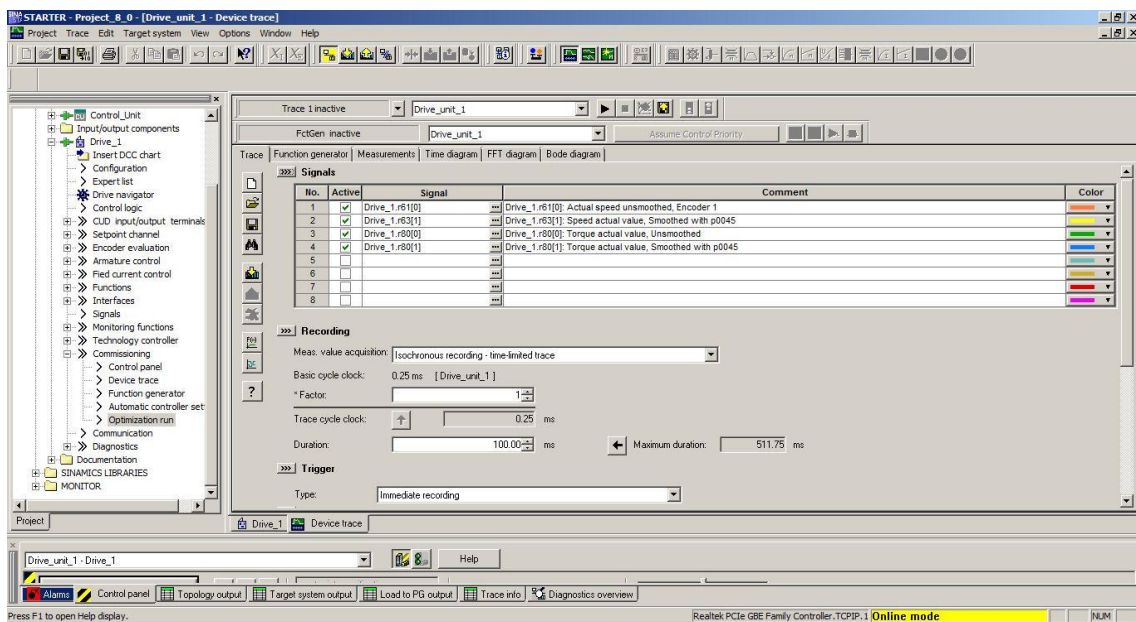 STARTER - Project_8_0 - [Drive_unit_1 - Device trace]
Project Trace Edit Target system View Options Window Help
Control_Unit
Input/output components
Drive_1
Insert DCC chart
Configuration
Expert list
Drive navigator
Control logic
CUD input/output terminals
Setpoint channel
Encoder evaluation
Armature control
Fied current control
Functions
Interfaces
Signals
Monitoring functions
Technology controller
Commissioning
Control panel
Device trace
Function generator
Automatic controller set
Optimization run
Communication
Diagnostics
Documentation
SINAMICS LIBRARIES
MONITOR
Project
Trace 1 inactive Drive_unit_1
FctGen inactive Drive_unit_1 Assume Control Priority
Trace Function generator Measurements Time diagram FFT diagram Bode diagram
Signals
No. Active Signal Comment Color
1 Drive_1.r61[0] ... Drive_1.r61[0]: Actual speed unsmoothed, Encoder 1
2 Drive_1.r63[1] ... Drive_1.r63[1]: Speed actual value, Smoothed with p0045
3 Drive_1.r80[0] ... Drive_1.r80[0]: Torque actual value, Unsmoothed
4 Drive_1.r80[1] ... Drive_1.r80[1]: Torque actual value, Smoothed with p0045
5 ...
6 ...
7 ...
8 ...
Recording
Meas. value acquisition: Isochronous recording - time-limited trace
Basic cycle clock: 0.25 ms [ Drive_unit_1 ]
* Factor: 1
Trace cycle clock: 0.25 ms
Duration: 100.00 ms Maximum duration: 511.75 ms
Trigger
Type: Immediate recording
Drive_1 Device trace
Drive_unit_1 - Drive_1 Help
Alarms Control panel Topology output Target system output Load to PG output Trace info Diagnostics overview
Press F1 to open Help display. Realtek PCIe GBE Family Controller.TCPIP.1 Online mode NUM